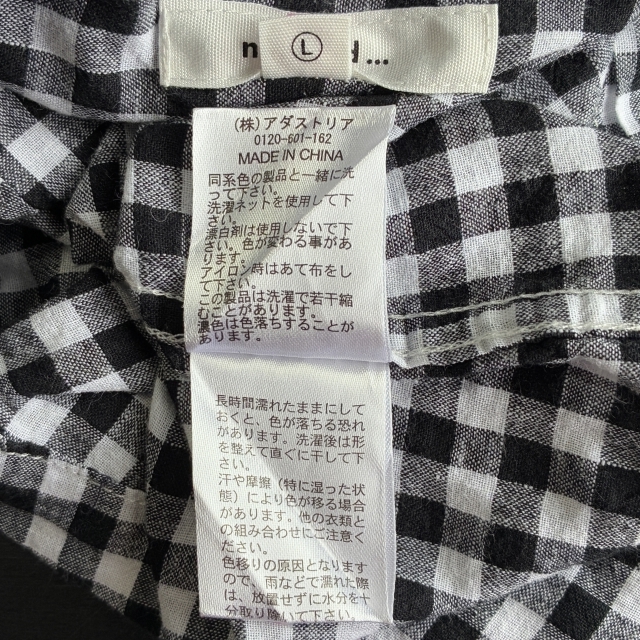 L
(株)アダストリア
0120-601-162
MADE IN CHINA
同系色の製品と一緒に洗
って下さい。
洗濯ネットを使用して下
さい。
漂白剤は使用しないで下
さい。色が変わる事があ
ります。
アイロン時はあて布をし
て下さい。
この製品は洗濯で若干縮
むことがあります。
濃色は色落ちすることが
あります。
長時間濡れたままにして
おくと、色が落ちる恐れ
があります。洗濯後は形
を整えて直ぐに干して下
さい。
汗や摩擦（特に湿った状
態）により色が移る場合
があります。他の衣類と
の組み合わせにご注意く
ださい。
色移りの原因となります
ので、雨などで濡れた際
は、放置せずに水分を十
分取り除いて下さい。